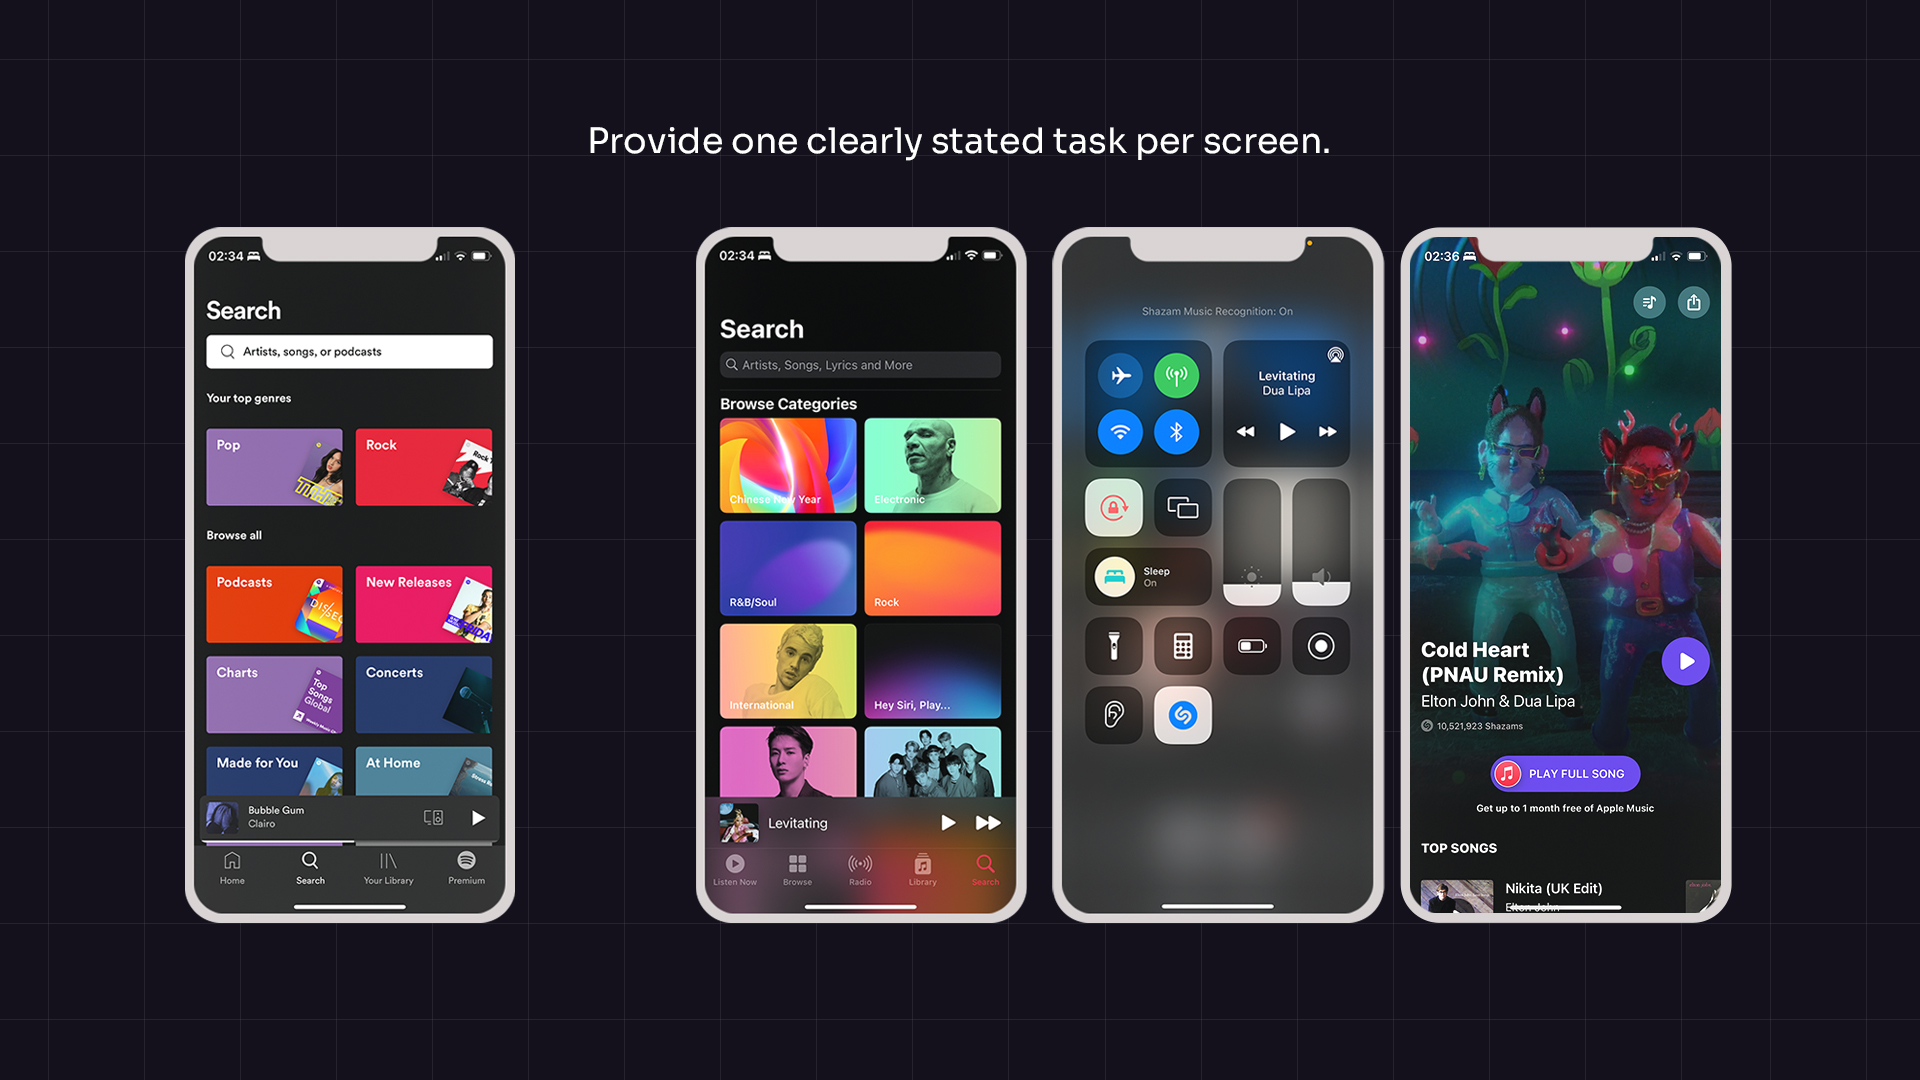 Provide one clearly stated task per screen.
02:34
Search
Artists, songs, or podcasts
Your top genres
Pop
Rock
Browse all
Podcasts
New Releases
Charts
Top
Songs
Global
Concerts
Made for You
At Home
Bubble Gum
Clairo
Home
Search
Your Library
Premium
02:34
Search
Artists, Songs, Lyrics and More
Browse Categories
Chinese New Year
Electronic
R&B/Soul
Rock
International
Hey Siri, Play...
Levitating
Listen Now
Browse
Radio
Library
Search
Shazam Music Recognition: On
Levitating
Dua Lipa
Sleep
On
02:36
Cold Heart
(PNAU Remix)
Elton John & Dua Lipa
10,521,923 Shazams
PLAY FULL SONG
Get up to 1 month free of Apple Music
TOP SONGS
Nikita (UK Edit)
Elton John